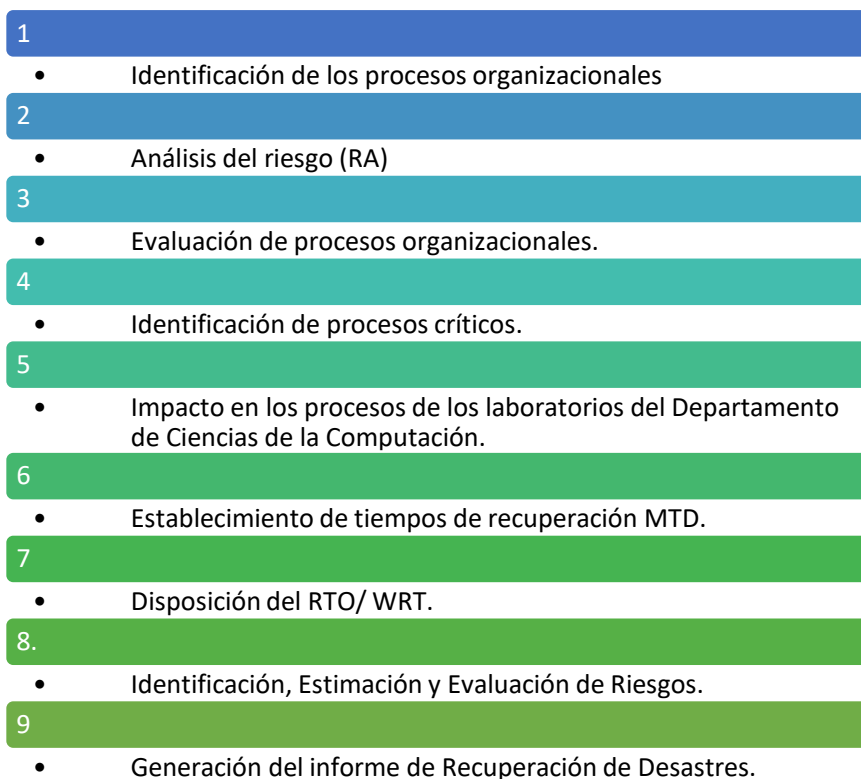 1
• Identificación de los procesos organizacionales
2
• Análisis del riesgo (RA)
3
• Evaluación de procesos organizacionales.
4
• Identificación de procesos críticos.
5
• Impacto en los procesos de los laboratorios del Departamento
de Ciencias de la Computación.
6
• Establecimiento de tiempos de recuperación MTD.
7
• Disposición del RTO/ WRT.
8.
• Identificación, Estimación y Evaluación de Riesgos.
9
• Generación del informe de Recuperación de Desastres.